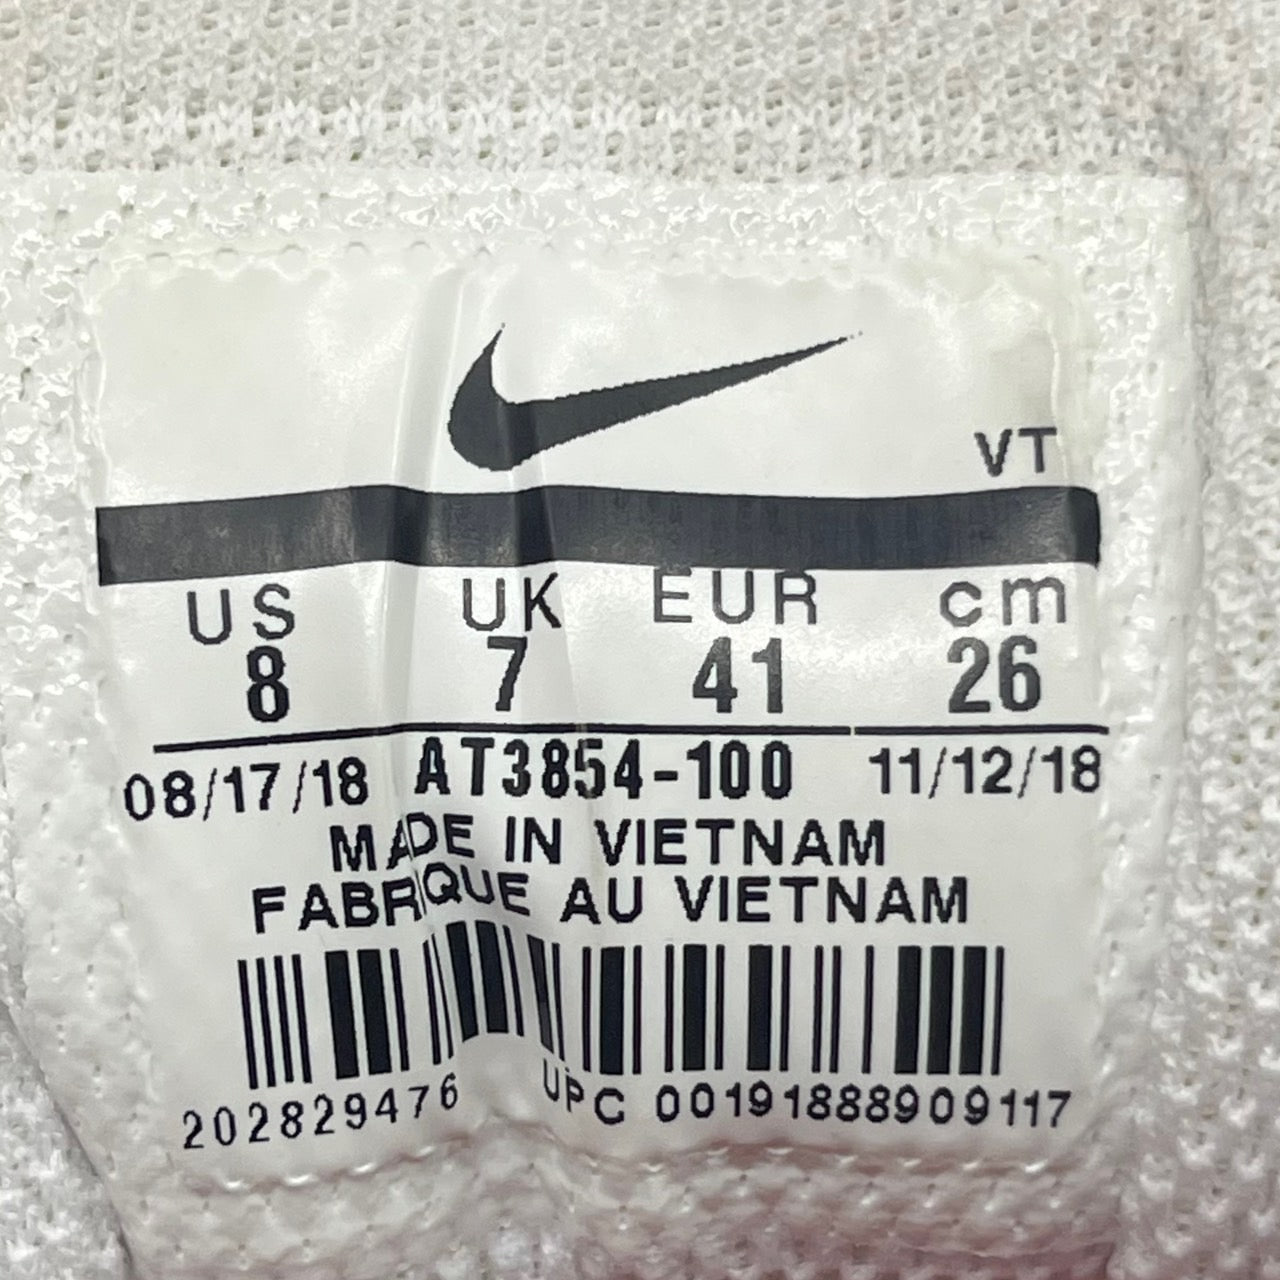 VT
US UK EUR cm
8 7 41 26
08/17/18 AT3854-100 11/12/18
MADE IN VIETNAM
FABRIQUE AU VIETNAM
202829476 UPC 00191888909117